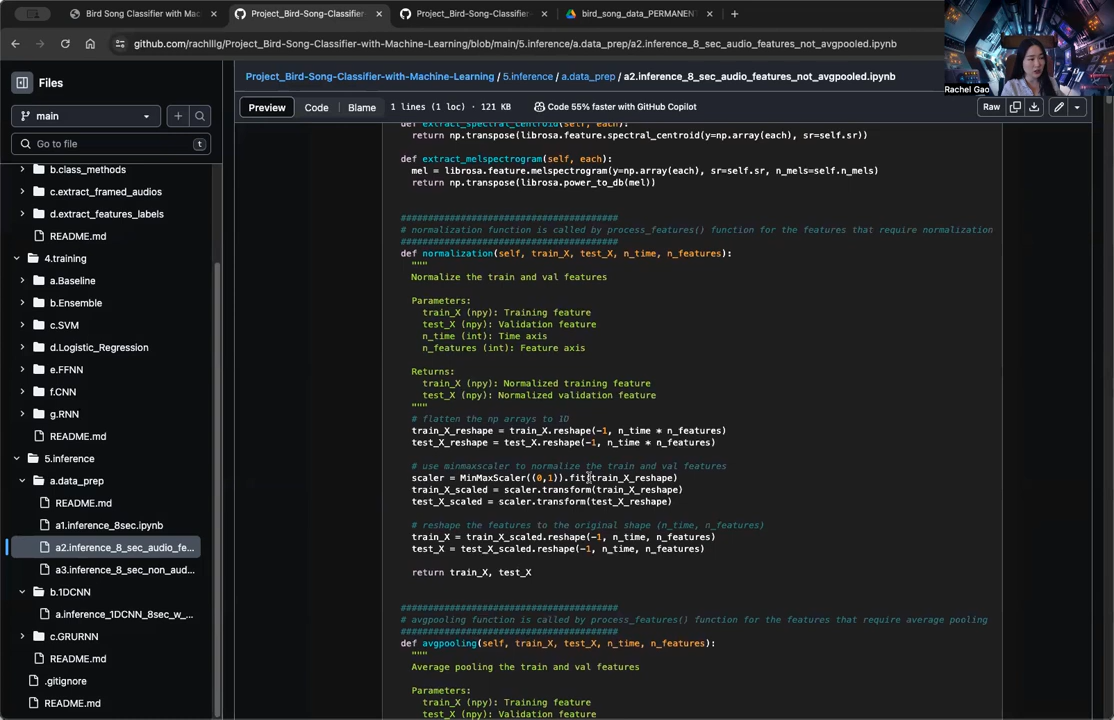 Bird Song Classifier with Mac
Project_Bird-Song-Classifier-
Project_Bird-Song-Classifier-
bird_song_data_PERMANENT
github.com/rachlllg/Project_Bird-Song-Classifier-with-Machine-Learning/blob/main/5.inference/a.data_prep/a2.inference_8_sec_audio_features_not_avgpooled.ipynb
Rachel Gao
Files
main
Go to file
t
b.class_methods
c.extract_framed_audios
d.extract_features_labels
README.md
4.training
a.Baseline
b.Ensemble
c.SVM
d.Logistic_Regression
e.FFNN
f.CNN
g.RNN
README.md
5.inference
a.data_prep
README.md
a1.inference_8sec.ipynb
a2.inference_8_sec_audio_fe...
a3.inference_8_sec_non_aud...
b.1DCNN
a.inference_1DCNN_8sec_w_...
c.GRURNN
README.md
.gitignore
README.md
Project_Bird-Song-Classifier-with-Machine-Learning / 5.inference / a.data_prep / a2.inference_8_sec_audio_features_not_avgpooled.ipynb
Preview Code Blame 1 lines (1 loc) · 121 KB Code 55% faster with GitHub Copilot Raw
def extract_spectral_centroid(self, each):
return np.transpose(librosa.feature.spectral_centroid(y=np.array(each), sr=self.sr))
def extract_melspectrogram(self, each):
mel = librosa.feature.melspectrogram(y=np.array(each), sr=self.sr, n_mels=self.n_mels)
return np.transpose(librosa.power_to_db(mel))
########################################
# normalization function is called by process_features() function for the features that require normalization
########################################
def normalization(self, train_X, test_X, n_time, n_features):
"""
Normalize the train and val features
Parameters:
train_X (npy): Training feature
test_X (npy): Validation feature
n_time (int): Time axis
n_features (int): Feature axis
Returns:
train_X (npy): Normalized training feature
test_X (npy): Normalized validation feature
"""
# flatten the np arrays to 1D
train_X_reshape = train_X.reshape(-1, n_time * n_features)
test_X_reshape = test_X.reshape(-1, n_time * n_features)
# use minmaxscaler to normalize the train and val features
scaler = MinMaxScaler((0,1)).fit(train_X_reshape)
train_X_scaled = scaler.transform(train_X_reshape)
test_X_scaled = scaler.transform(test_X_reshape)
# reshape the features to the original shape (n_time, n_features)
train_X = train_X_scaled.reshape(-1, n_time, n_features)
test_X = test_X_scaled.reshape(-1, n_time, n_features)
return train_X, test_X
########################################
# avgpooling function is called by process_features() function for the features that require average pooling
########################################
def avgpooling(self, train_X, test_X, n_time, n_features):
"""
Average pooling the train and val features
Parameters:
train_X (npy): Training feature
test_X (npy): Validation feature